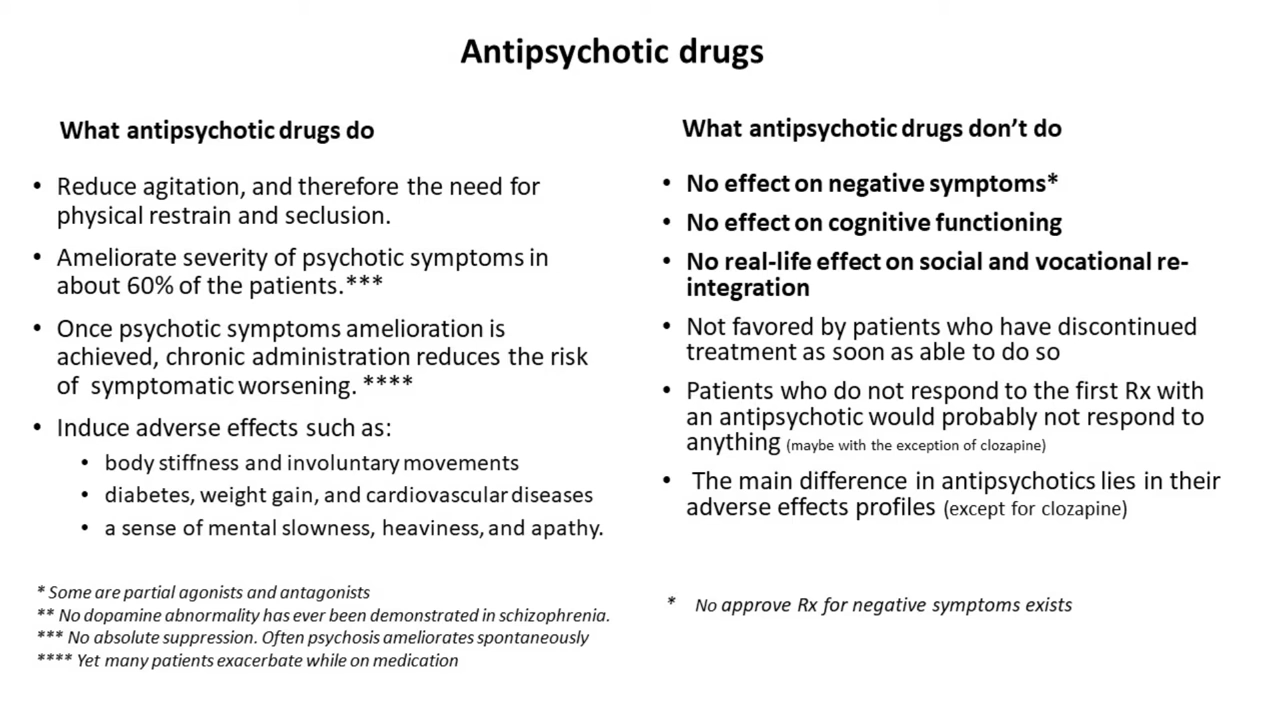 Antipsychotic drugs
What antipsychotic drugs do
• Reduce agitation, and therefore the need for
physical restrain and seclusion.
• Ameliorate severity of psychotic symptoms in
about 60% of the patients.***
• Once psychotic symptoms amelioration is
achieved, chronic administration reduces the risk
of symptomatic worsening. ****
• Induce adverse effects such as:
• body stiffness and involuntary movements
• diabetes, weight gain, and cardiovascular diseases
• a sense of mental slowness, heaviness, and apathy.
* Some are partial agonists and antagonists
** No dopamine abnormality has ever been demonstrated in schizophrenia.
*** No absolute suppression. Often psychosis ameliorates spontaneously
**** Yet many patients exacerbate while on medication
What antipsychotic drugs don't do
• No effect on negative symptoms*
• No effect on cognitive functioning
• No real-life effect on social and vocational re-
integration
• Not favored by patients who have discontinued
treatment as soon as able to do so
• Patients who do not respond to the first Rx with
an antipsychotic would probably not respond to
anything (maybe with the exception of clozapine)
• The main difference in antipsychotics lies in their
adverse effects profiles (except for clozapine)
* No approve Rx for negative symptoms exists